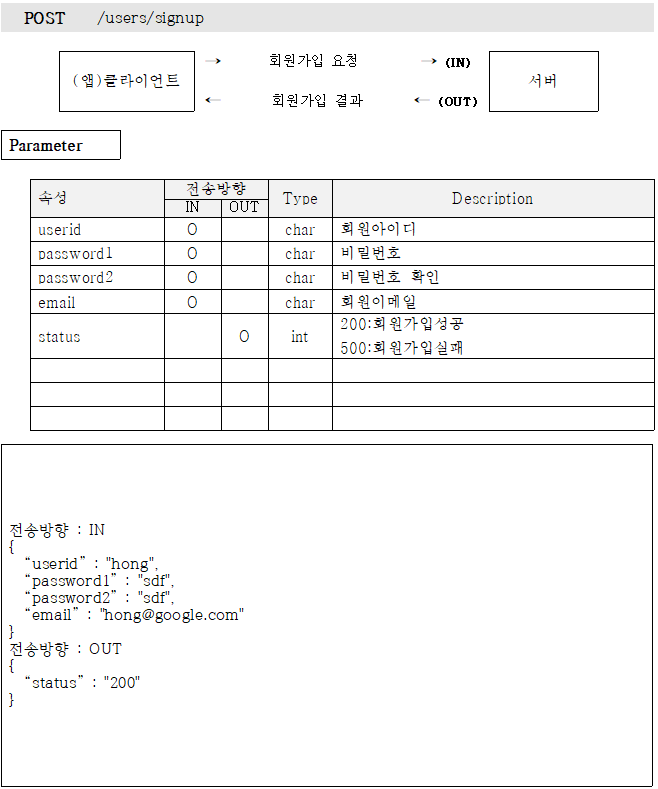 POST /users/signup
(앱)클라이언트 → 회원가입 요청 → (IN) 서버
← 회원가입 결과 ← (OUT)
Parameter
속성 전송방향 Type Description
IN OUT
userid O char 회원아이디
password1 O char 비밀번호
password2 O char 비밀번호 확인
email O char 회원이메일
status O int 200:회원가입성공
500:회원가입실패
전송방향 : IN
{
“userid” : "hong",
“password1” : "sdf",
“password2” : "sdf",
“email” : "hong@google.com"
}
전송방향 : OUT
{
“status” : "200"
}